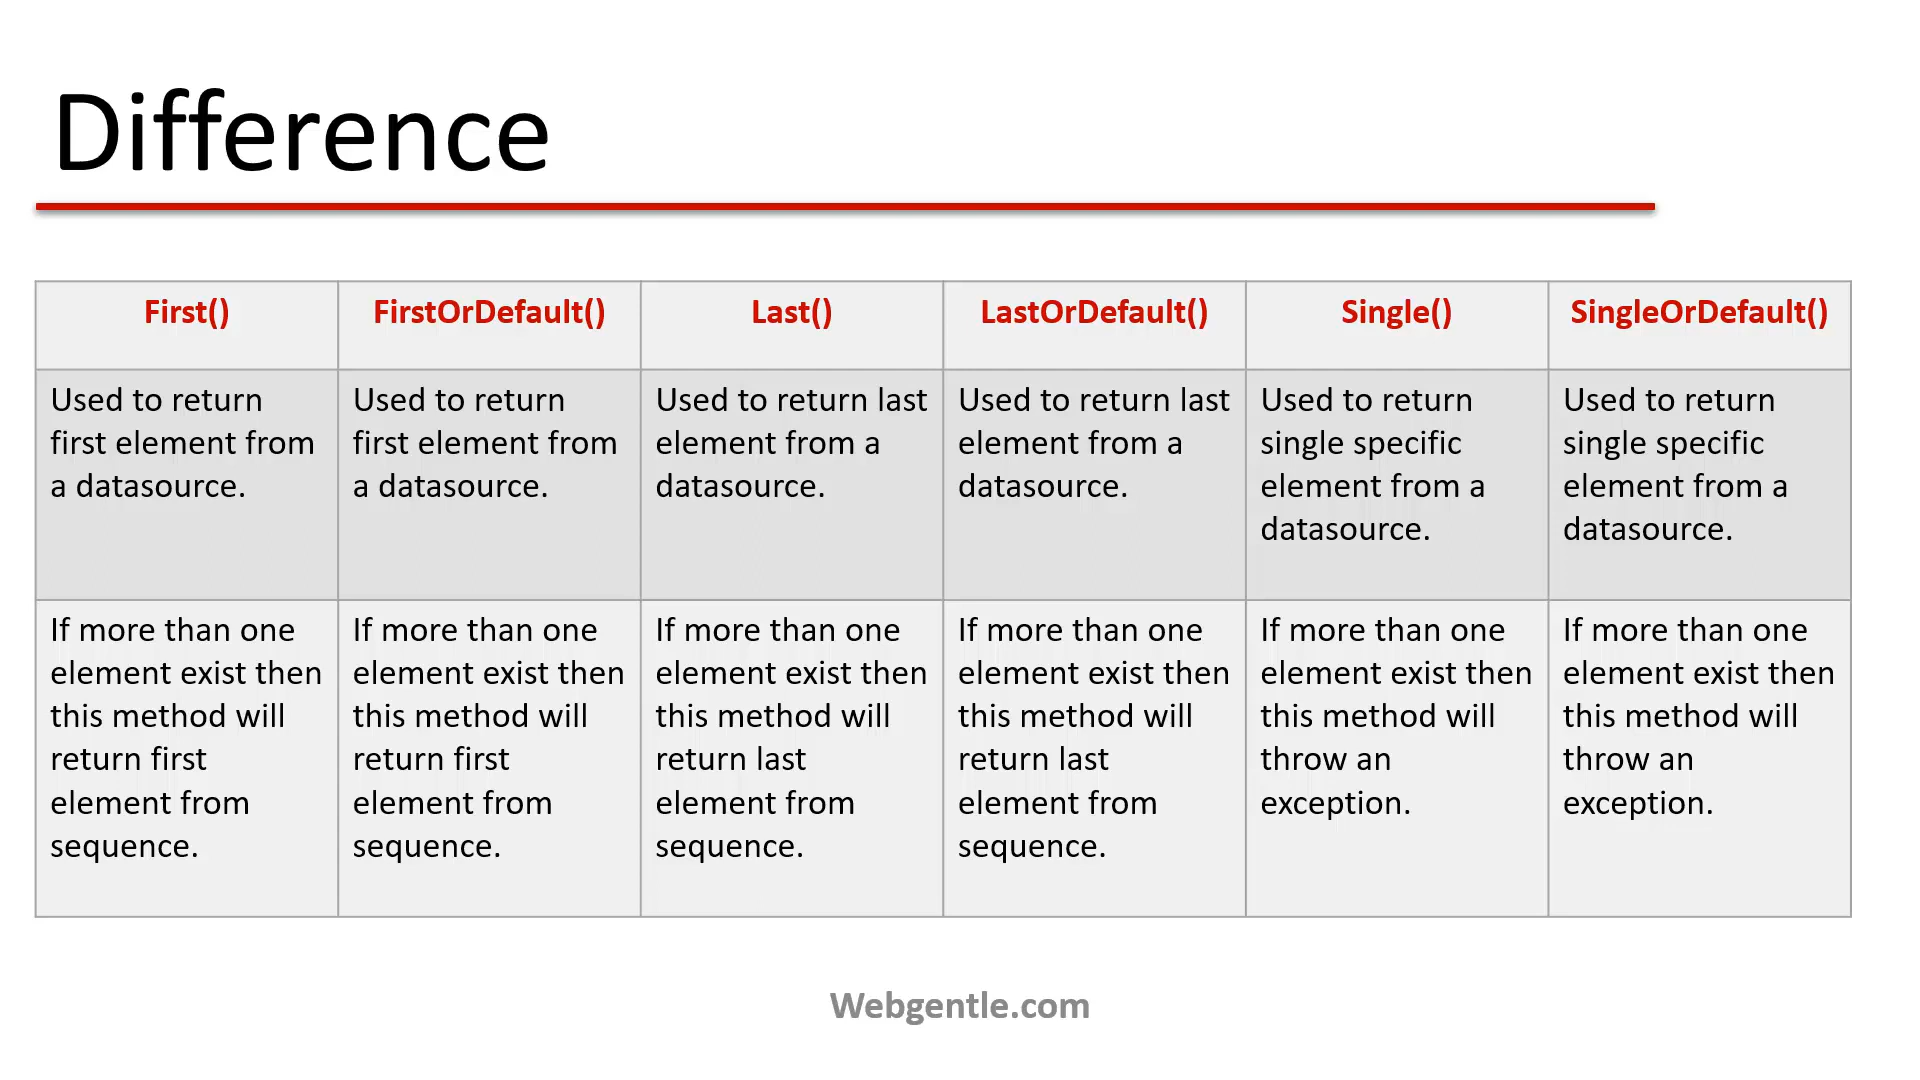 Difference
First()
FirstOrDefault()
Last()
LastOrDefault()
Single()
SingleOrDefault()
Used to return
first element from
a datasource.
Used to return
first element from
a datasource.
Used to return last
element from a
datasource.
Used to return last
element from a
datasource.
Used to return
single specific
element from a
datasource.
Used to return
single specific
element from a
datasource.
If more than one
element exist then
this method will
return first
element from
sequence.
If more than one
element exist then
this method will
return first
element from
sequence.
If more than one
element exist then
this method will
return last
element from
sequence.
If more than one
element exist then
this method will
return last
element from
sequence.
If more than one
element exist then
this method will
throw an
exception.
If more than one
element exist then
this method will
throw an
exception.
Webgentle.com